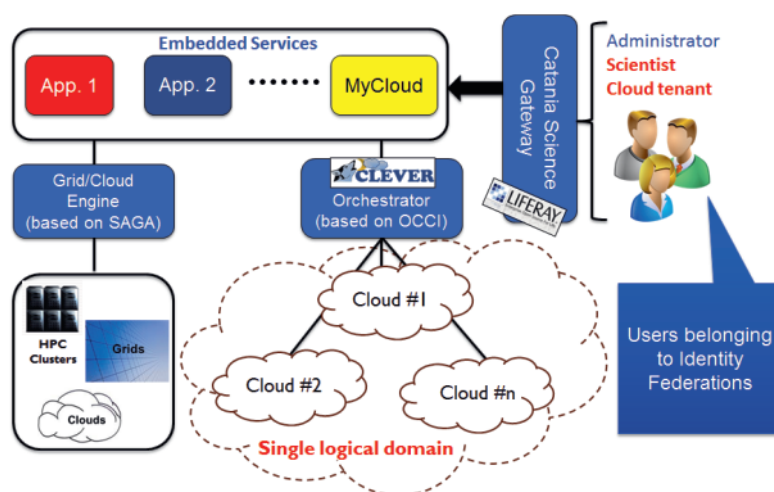 Embedded Services
App. 1
App. 2
MyCloud
Catania Science
Gateway
LIFERAY
Administrator
Scientist
Cloud tenant
Grid/Cloud
Engine
(based on SAGA)
CLEVER
Orchestrator
(based on OCCI)
HPC
Clusters
Grids
Clouds
Cloud #1
Cloud #2
Cloud #n
Single logical domain
Users belonging
to Identity
Federations